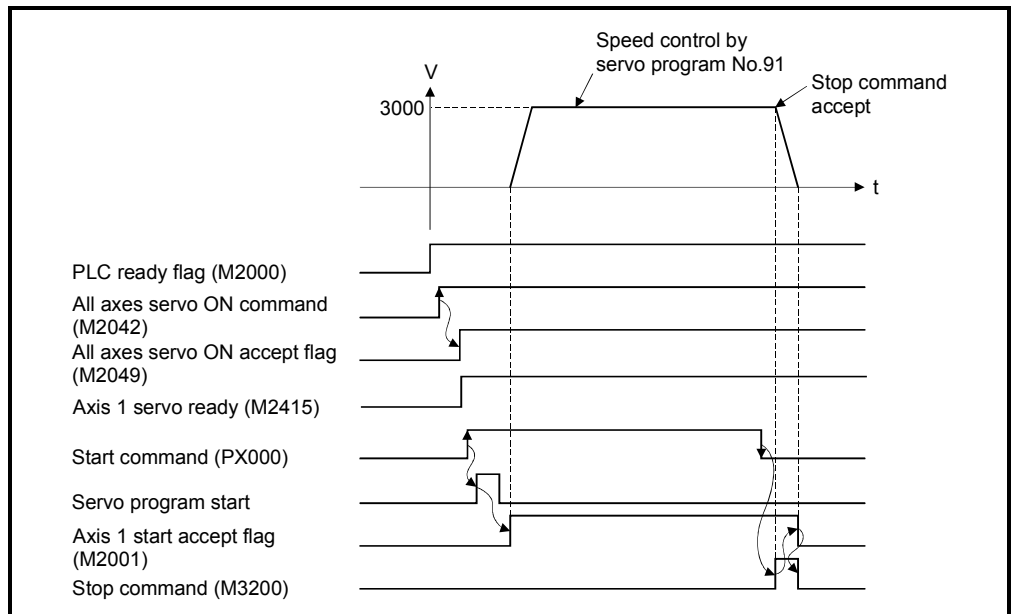 Speed control by
servo program No.91
V
Stop command
accept
3000
t
PLC ready flag (M2000)
All axes servo ON command
(M2042)
All axes servo ON accept flag
(M2049)
Axis 1 servo ready (M2415)
Start command (PX000)
Servo program start
Axis 1 start accept flag
(M2001)
Stop command (M3200)